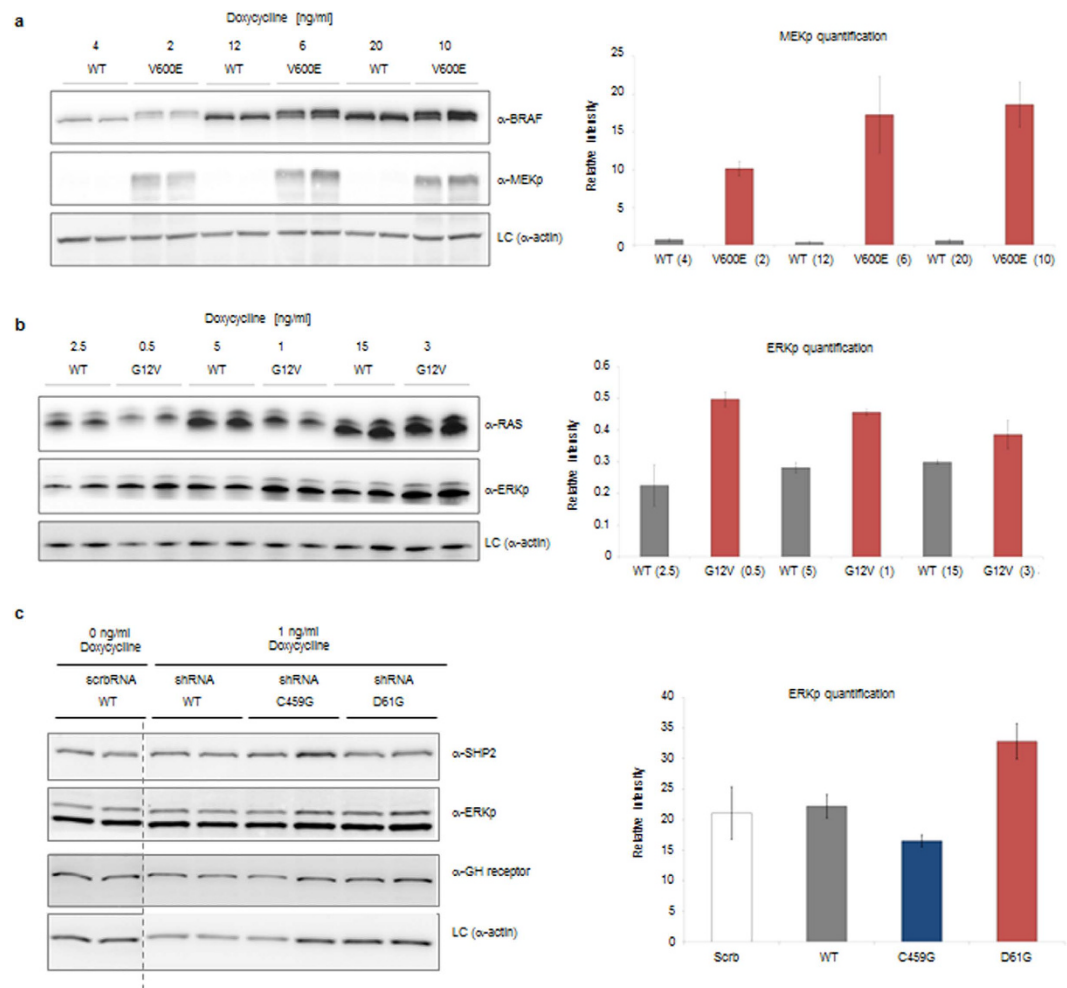 a
Doxycycline [ng/ml]
4 2 12 6 20 10
WT V600E WT V600E WT V600E
α-BRAF
α-MEKp
LC (α-actin)
MEKp quantification
Relative Intensity
25
20
15
10
5
0
WT (4) V600E (2) WT (12) V600E (6) WT (20) V600E (10)
b
Doxycycline [ng/ml]
2.5 0.5 5 1 15 3
WT G12V WT G12V WT G12V
α-RAS
α-ERKp
LC (α-actin)
ERKp quantification
Relative Intensity
0.6
0.5
0.4
0.3
0.2
0.1
0
WT (2.5) G12V (0.5) WT (5) G12V (1) WT (15) G12V (3)
c
0 ng/ml 1 ng/ml
Doxycycline Doxycycline
scrbRNA shRNA shRNA shRNA
WT WT C459G D61G
α-SHP2
α-ERKp
α-GH receptor
LC (α-actin)
ERKp quantification
Relative Intensity
40
35
30
25
20
15
10
5
0
Scrb WT C459G D61G